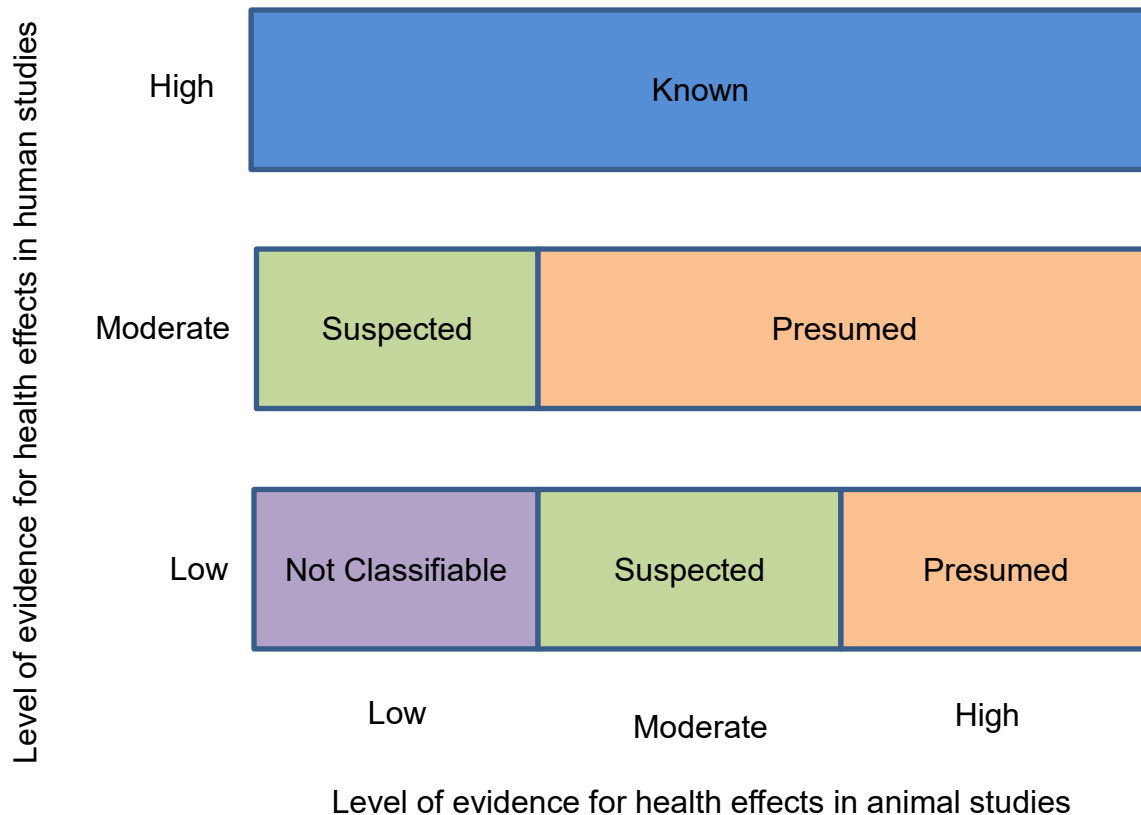 Level of evidence for health effects in human studies
High
Known
Moderate
Suspected
Presumed
Low
Not Classifiable
Suspected
Presumed
Low
Moderate
High
Level of evidence for health effects in animal studies